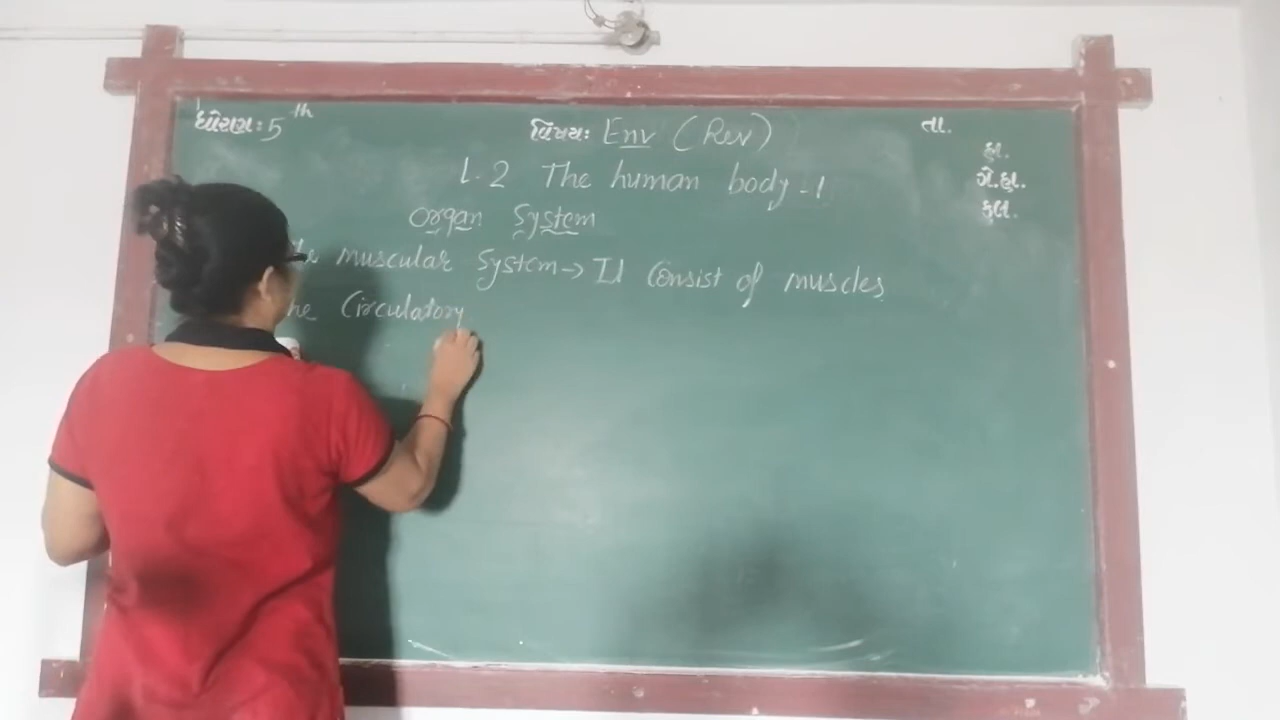 ધોરણ: 5th
વિષય: Env (Rev)
તા.
હા.
ગે.હા.
કુલ.
L.2 The human body - 1
Organ System
muscular System → It Consist of muscles
Circulatory